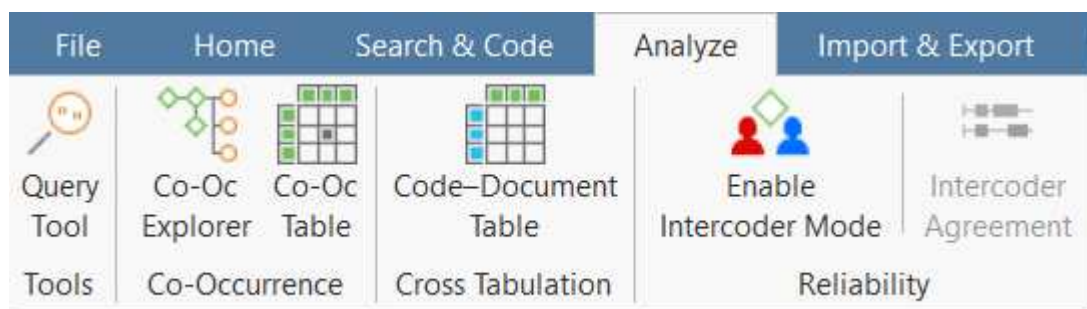 File Home Search & Code Analyze Import & Export
Query Tool
Co-Oc Explorer
Co-Oc Table
Code–Document Table
Enable Intercoder Mode
Intercoder Agreement
Tools Co-Occurrence Cross Tabulation Reliability